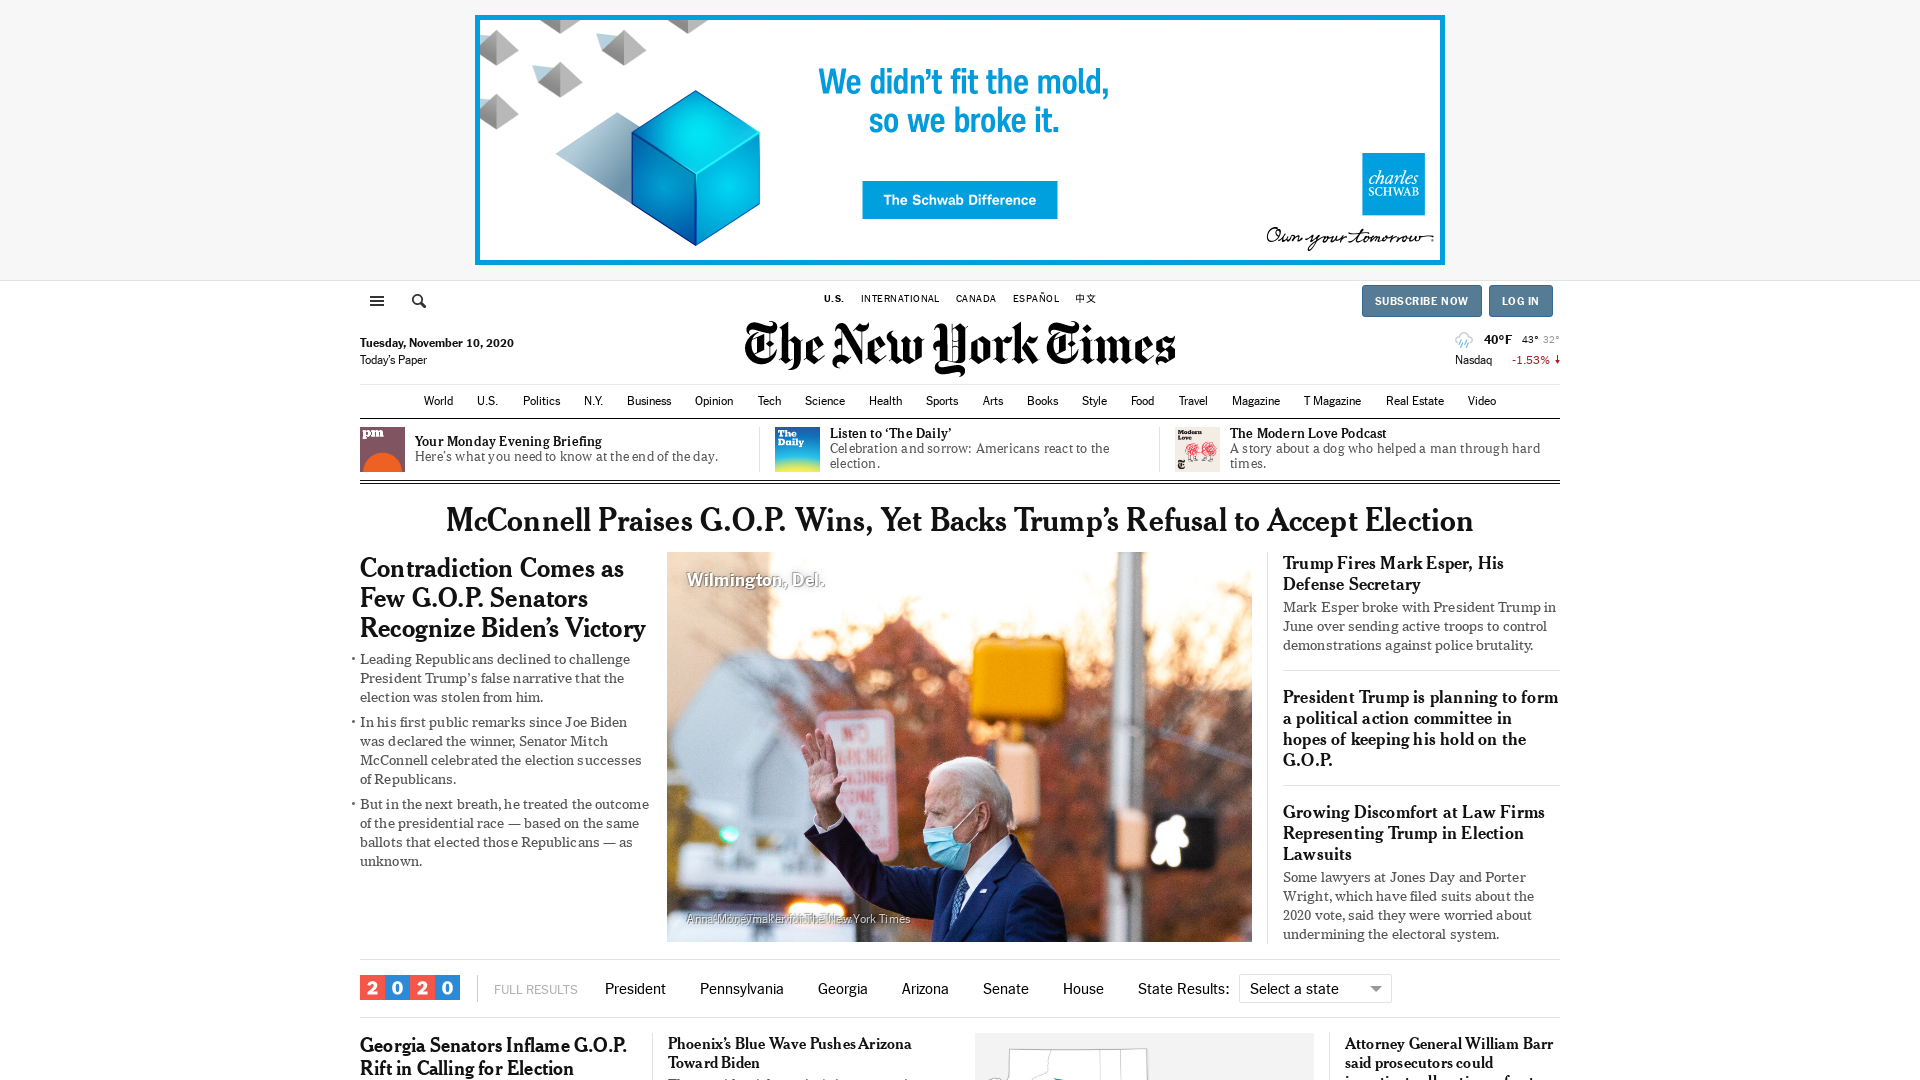 We didn't fit the mold,
so we broke it.
The Schwab Difference
charles
SCHWAB
Own your tomorrow
U.S.
INTERNATIONAL
CANADA
ESPAÑOL
中文
SUBSCRIBE NOW
LOG IN
Tuesday, November 10, 2020
Today's Paper
The New York Times
40°F 43° 32°
Nasdaq -1.53%
World U.S. Politics N.Y. Business Opinion Tech Science Health Sports Arts Books Style Food Travel Magazine T Magazine Real Estate Video
pm
Your Monday Evening Briefing
Here's what you need to know at the end of the day.
The
Daily
Listen to ‘The Daily’
Celebration and sorrow: Americans react to the
election.
Modern
Love
The Modern Love Podcast
A story about a dog who helped a man through hard
times.
McConnell Praises G.O.P. Wins, Yet Backs Trump’s Refusal to Accept Election
Contradiction Comes as
Few G.O.P. Senators
Recognize Biden’s Victory
• Leading Republicans declined to challenge
President Trump’s false narrative that the
election was stolen from him.
• In his first public remarks since Joe Biden
was declared the winner, Senator Mitch
McConnell celebrated the election successes
of Republicans.
• But in the next breath, he treated the outcome
of the presidential race — based on the same
ballots that elected those Republicans — as
unknown.
Wilmington, Del.
The New York Times
Trump Fires Mark Esper, His
Defense Secretary
Mark Esper broke with President Trump in
June over sending active troops to control
demonstrations against police brutality.
President Trump is planning to form
a political action committee in
hopes of keeping his hold on the
G.O.P.
Growing Discomfort at Law Firms
Representing Trump in Election
Lawsuits
Some lawyers at Jones Day and Porter
Wright, which have filed suits about the
2020 vote, said they were worried about
undermining the electoral system.
2020
FULL RESULTS President Pennsylvania Georgia Arizona Senate House State Results: Select a state
Georgia Senators Inflame G.O.P.
Rift in Calling for Election
Phoenix’s Blue Wave Pushes Arizona
Toward Biden
Attorney General William Barr
said prosecutors could